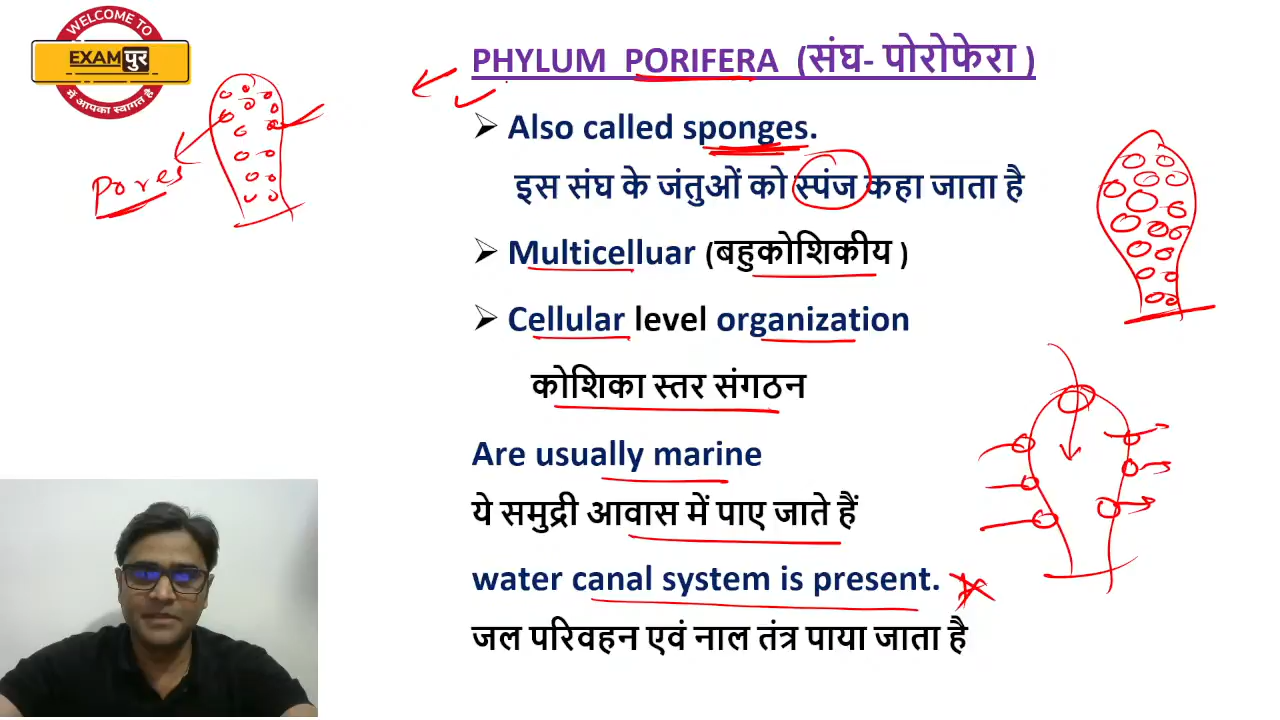 WELCOME TO
EXAMपुर
में आपका स्वागत है
Pores
PHYLUM PORIFERA (संघ- पोरोफेरा )
➢ Also called sponges.
इस संघ के जंतुओं को स्पंज कहा जाता है
➢ Multicelluar (बहुकोशिकीय )
➢ Cellular level organization
कोशिका स्तर संगठन
Are usually marine
ये समुद्री आवास में पाए जाते हैं
water canal system is present.
जल परिवहन एवं नाल तंत्र पाया जाता है